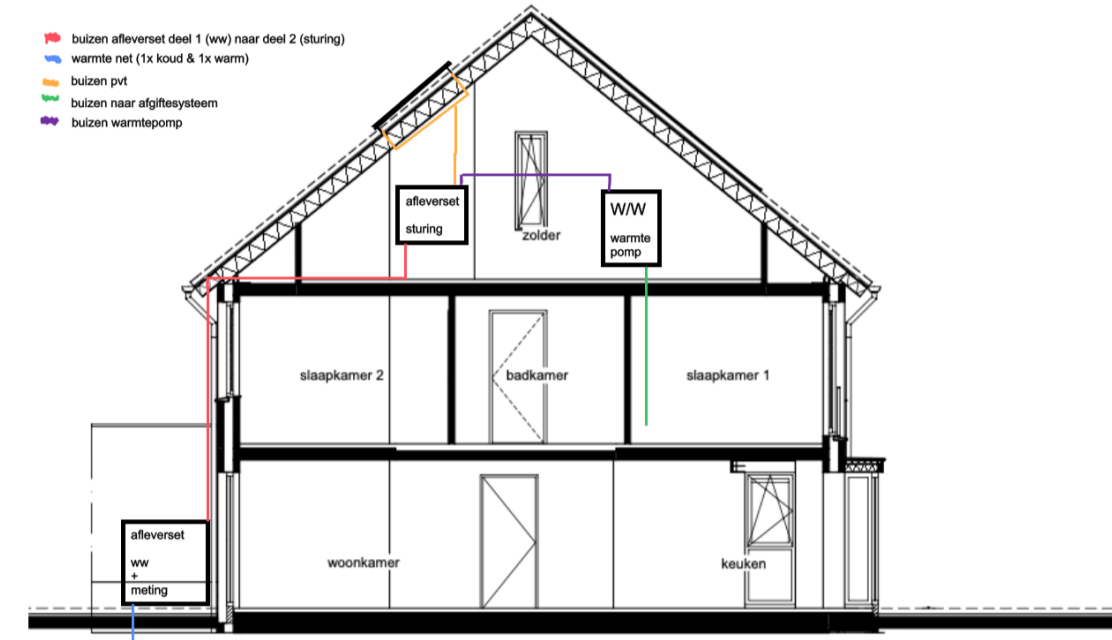 buizen afleverset deel 1 (ww) naar deel 2 (sturing)
warmte net (1x koud & 1x warm)
buizen pvt
buizen naar afgiftesysteem
buizen warmtepomp
afleverset
sturing
W/W
warmte
pomp
zolder
slaapkamer 2
badkamer
slaapkamer 1
afleverset
ww
+
meting
woonkamer
keuken